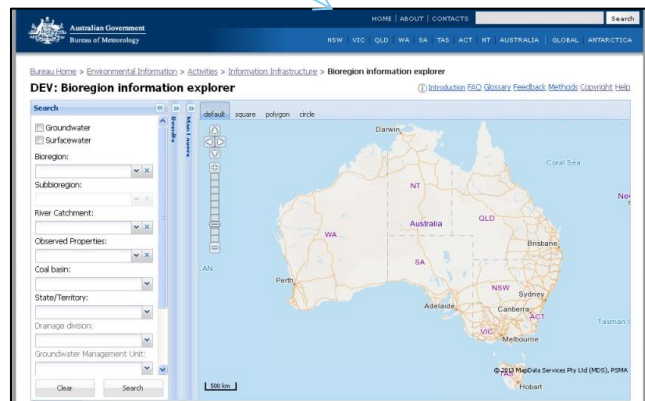 HOME | ABOUT | CONTACTS
Search
Australian Government
Bureau of Meteorology
NSW VIC QLD WA SA TAS ACT NT AUSTRALIA GLOBAL ANTARCTICA
Bureau Home > Environmental Information > Activities > Information Infrastructure > Bioregion information explorer
DEV: Bioregion information explorer
Introduction FAQ Glossary Feedback Methods Copyright Help
Search
Results
Map Layers
default square polygon circle
Groundwater
Surfacewater
Bioregion:
Subbioregion:
River Catchment:
Observed Properties:
Coal basin:
State/Territory:
Drainage division:
Groundwater Management Unit:
Clear
Search
Darwin
Coral Sea
NT
QLD
WA
Australia
Brisbane
SA
Perth
NSW
Sydney
Adelaide
Canberra
ACT
Tasman
VIC
Melbourne
© 2013 MapData Services Pty Ltd (MDS), PSMA
TAS
Hobart
500 km